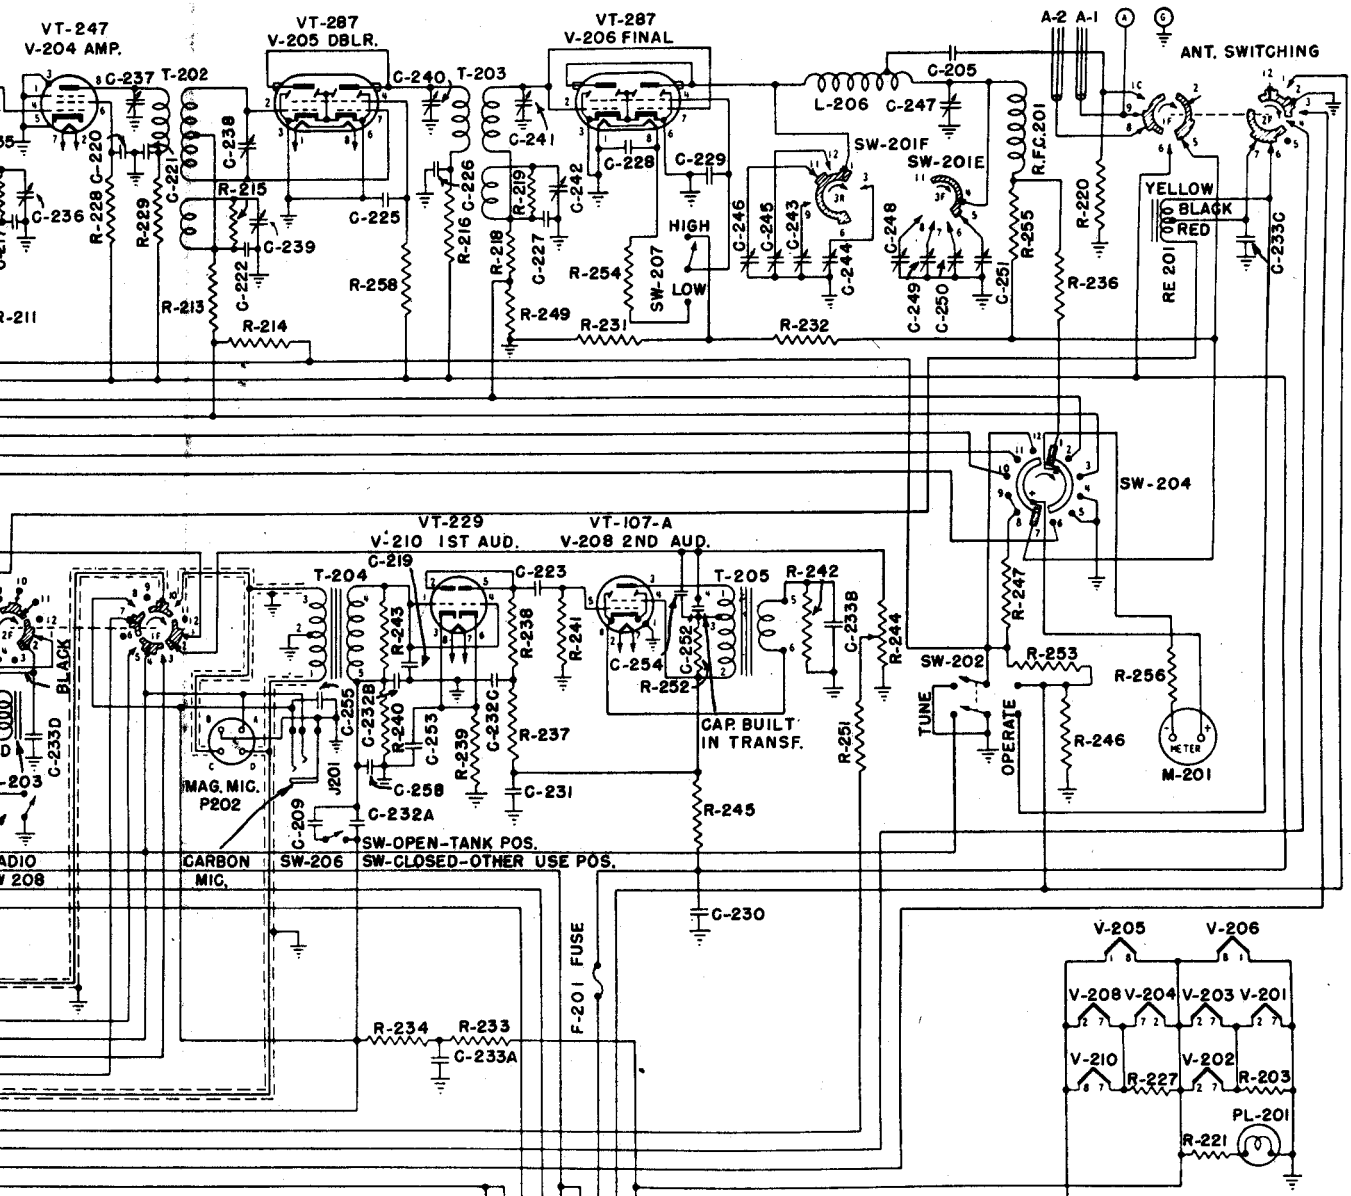 VT-247
V-204 AMP.
VT-287
V-205 DBLR.
VT-287
V-206 FINAL
A-2 A-1 A G
ANT. SWITCHING
C-237 T-202
C-240 T-203
C-205
L-206 C-247
R.FC.201
C-220
C-221
C-238
C-241
C-228
C-229
SW-201F
SW-201E
C-236
R-228
R-229
R-215
C-239
C-222
C-225
C-226
R-216
R-219
C-242
R-218
C-227
R-254
SW-207
HIGH
LOW
C-246
C-245
C-243
C-244
C-248
C-249
C-250
C-251
R-255
R-220
R-236
YELLOW
BLACK
RED
RE 201
C-233C
R-258
R-213
R-214
R-249
R-231
R-232
R-211
SW-204
VT-229
V-210 1ST AUD.
VT-107-A
V-208 2ND AUD.
C-219
C-223
T-204
T-205
R-242
R-243
R-238
R-241
C-233B
R-244
R-247
C-254
C-252
R-252
CAP. BUILT
IN TRANSF.
SW-202
R-253
R-256
TUNE
OPERATE
R-246
METER
M-201
BLACK
C-233D
-203
MAG. MIC.
P202
J201
C-255
C-232B
R-240
C-253
R-239
C-232C
R-237
C-258
C-231
R-251
R-245
C-209
C-232A
CARBON
MIC.
SW-206
SW-OPEN-TANK POS.
SW-CLOSED-OTHER USE POS.
ADIO
W 208
C-230
F-201 FUSE
R-234 R-233
C-233A
V-205 V-206
V-208 V-204 V-203 V-201
V-210 R-227 V-202 R-203
PL-201
R-221